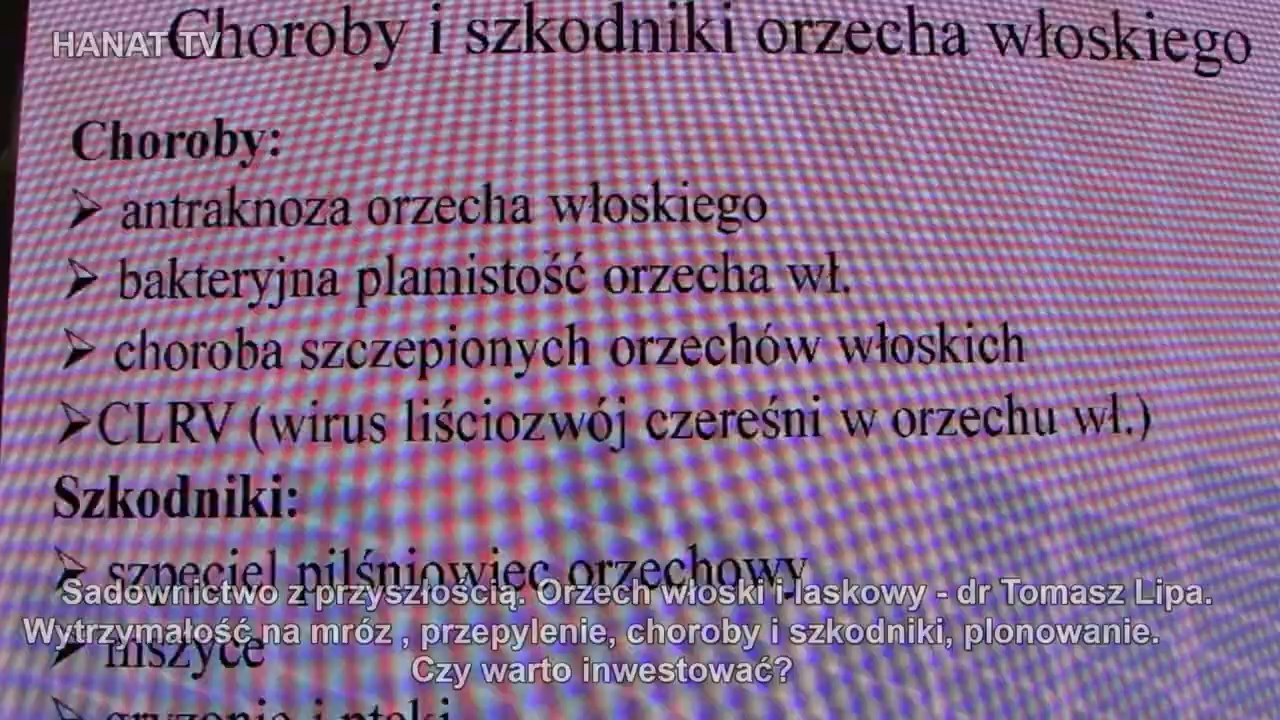 HANAT TV
Choroby i szkodniki orzecha włoskiego
Choroby:
➢ antraknoza orzecha włoskiego
➢ bakteryjna plamistość orzecha wł.
➢ choroba szczepionych orzechów włoskich
➢CLRV (wirus liściozwój czereśni w orzechu wł.)
Szkodniki:
➢ szpeciel pilśniowiec orzechowy
Sadownictwo z przyszłością. Orzech włoski i laskowy - dr Tomasz Lipa.
Wytrzymałość na mróz , przepylenie, choroby i szkodniki, plonowanie.
➢ mszyce
Czy warto inwestować?
➢ gryzonie i ptaki